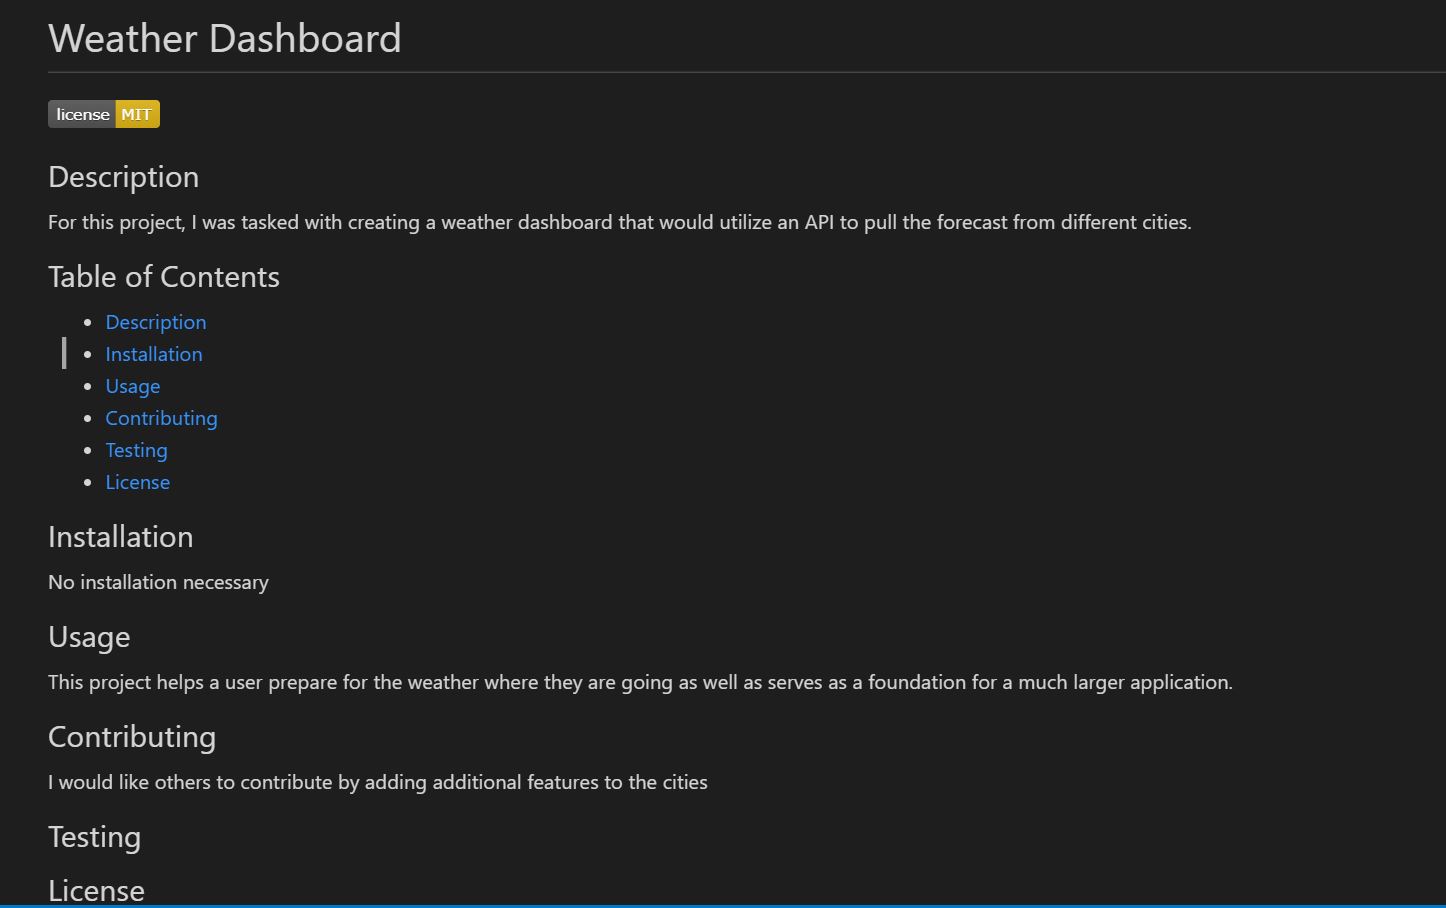 Weather Dashboard
license MIT
Description
For this project, I was tasked with creating a weather dashboard that would utilize an API to pull the forecast from different cities.
Table of Contents
Description
Installation
Usage
Contributing
Testing
License
Installation
No installation necessary
Usage
This project helps a user prepare for the weather where they are going as well as serves as a foundation for a much larger application.
Contributing
I would like others to contribute by adding additional features to the cities
Testing
License